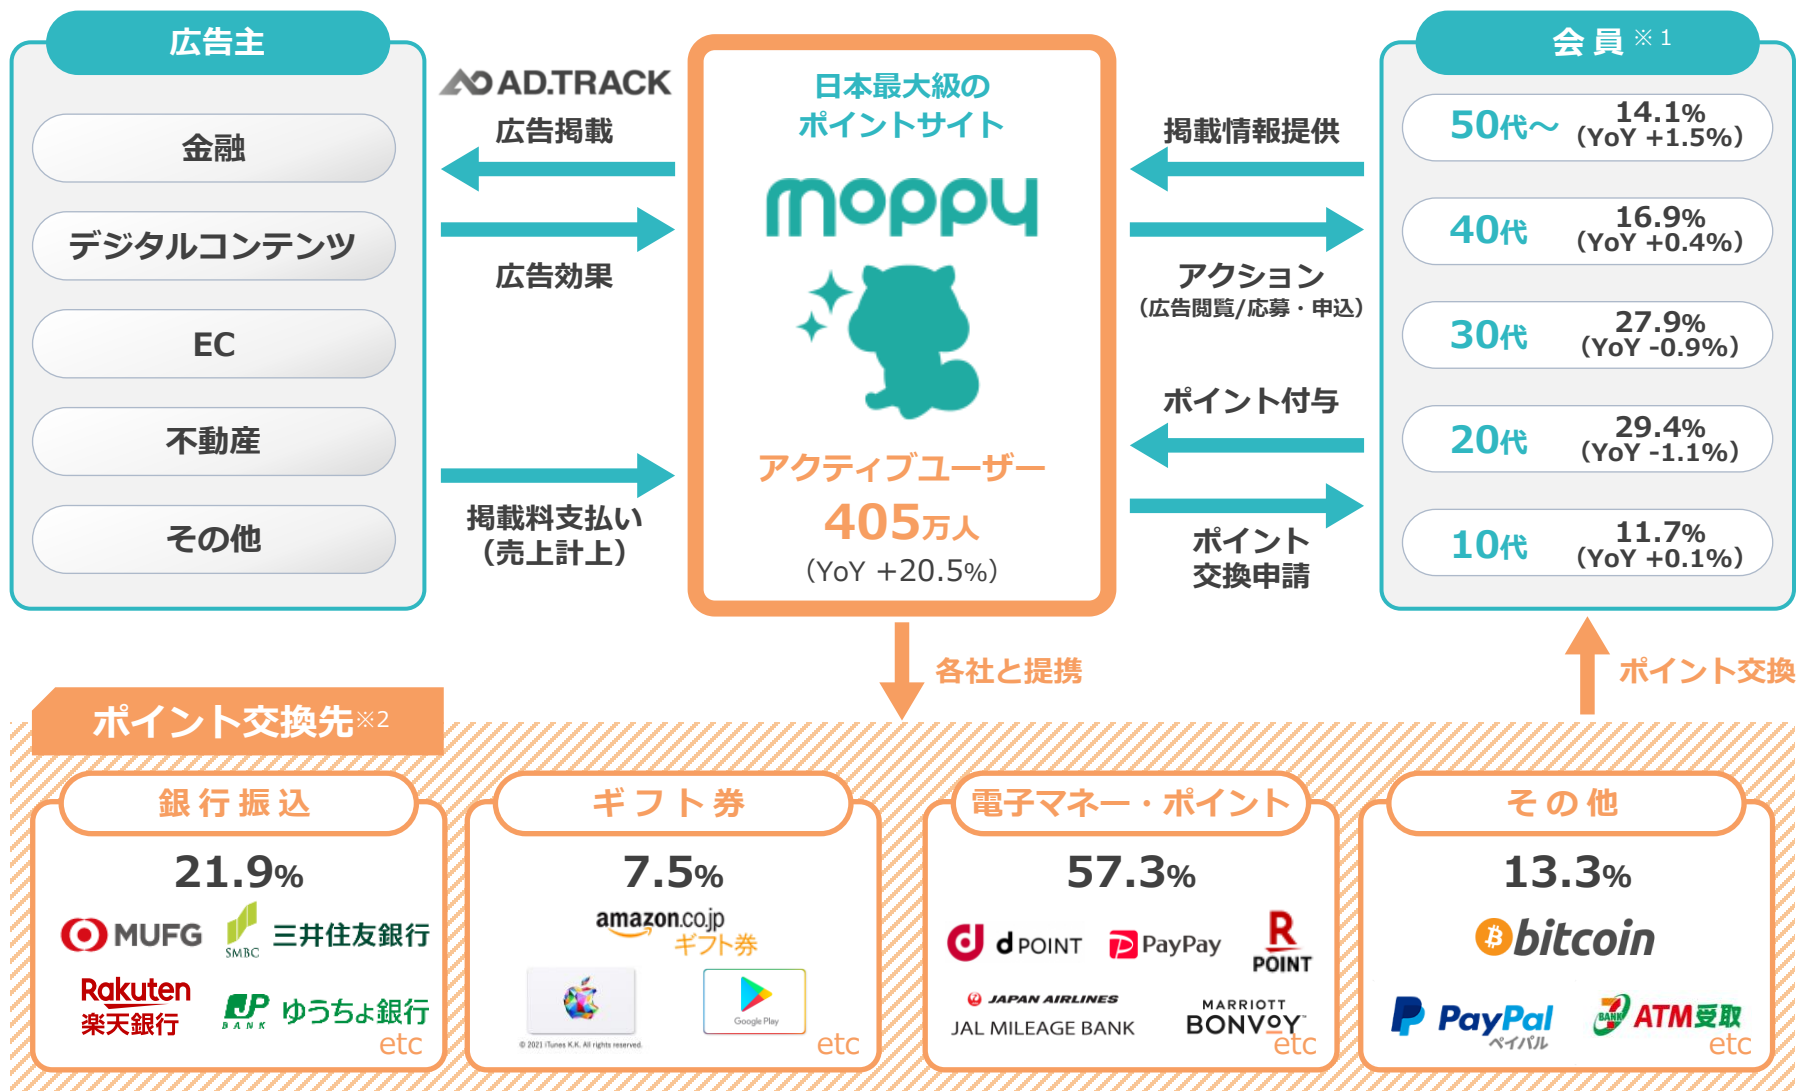 広告主
金融
デジタルコンテンツ
EC
不動産
その他
AD.TRACK
広告掲載
広告効果
掲載料支払い
（売上計上）
日本最大級の
ポイントサイト
moppy
アクティブユーザー
405万人
（YoY +20.5%）
掲載情報提供
アクション
（広告閲覧/応募・申込）
ポイント付与
ポイント
交換申請
会員※1
50代～ 14.1%
（YoY +1.5%）
40代 16.9%
（YoY +0.4%）
30代 27.9%
（YoY -0.9%）
20代 29.4%
（YoY -1.1%）
10代 11.7%
（YoY +0.1%）
各社と提携
ポイント交換
ポイント交換先※2
銀行振込
21.9%
MUFG
SMBC 三井住友銀行
Rakuten
楽天銀行
JP
BANK ゆうちょ銀行
etc
ギフト券
7.5%
amazon.co.jp
ギフト券
Google Play
© 2021 iTunes K.K. All rights reserved.
etc
電子マネー・ポイント
57.3%
d POINT
PayPay
R
POINT
JAPAN AIRLINES
JAL MILEAGE BANK
MARRIOTT
BONVOY™
etc
その他
13.3%
bitcoin
PayPal
ペイパル
7 BANK ATM受取
etc